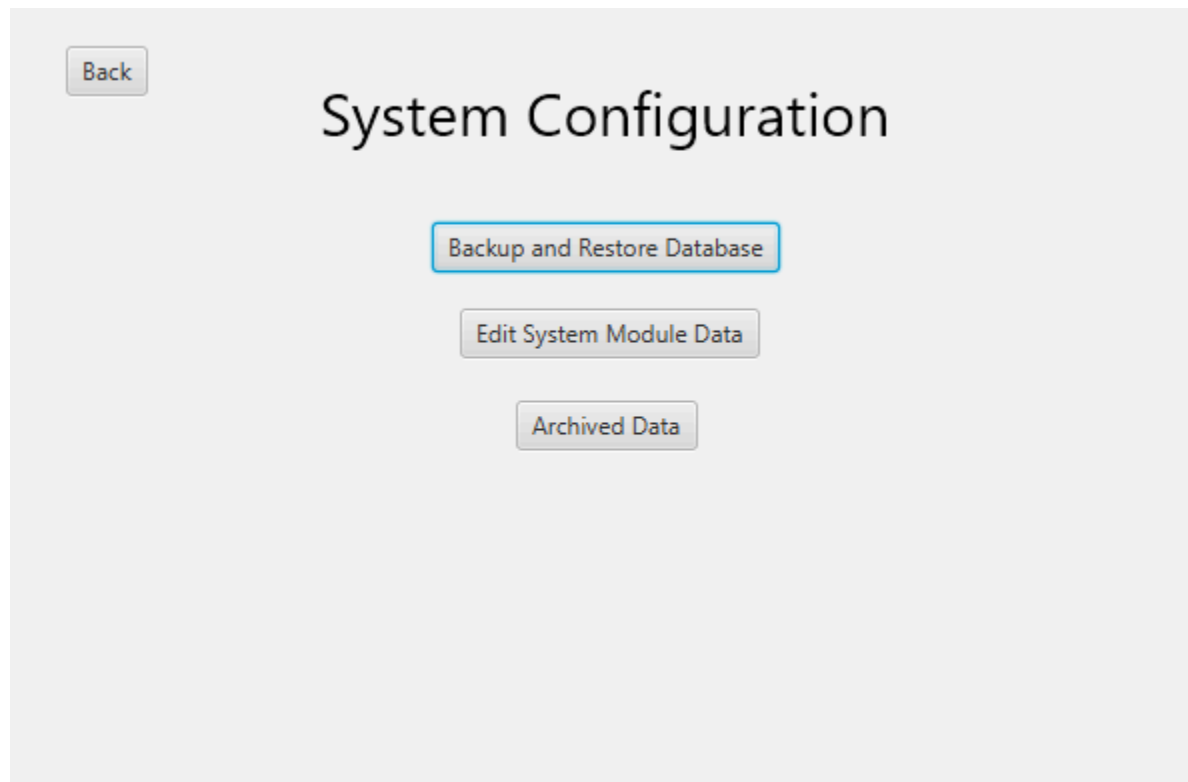 Back
System Configuration
Backup and Restore Database
Edit System Module Data
Archived Data